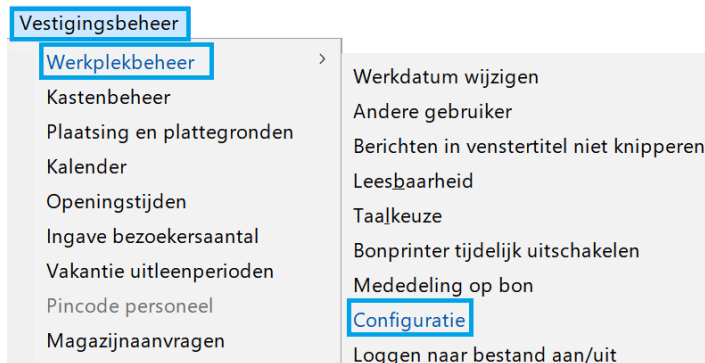 Vestigingsbeheer
Werkplekbeheer
Kastenbeheer
Plaatsing en plattegronden
Kalender
Openingstijden
Ingave bezoekersaantal
Vakantie uitleenperioden
Pincode personeel
Magazijnaanvragen
Werkdatum wijzigen
Andere gebruiker
Berichten in venstertitel niet knipperen
Leesbaarheid
Taalkeuze
Bonprinter tijdelijk uitschakelen
Mededeling op bon
Configuratie
Loggen naar bestand aan/uit